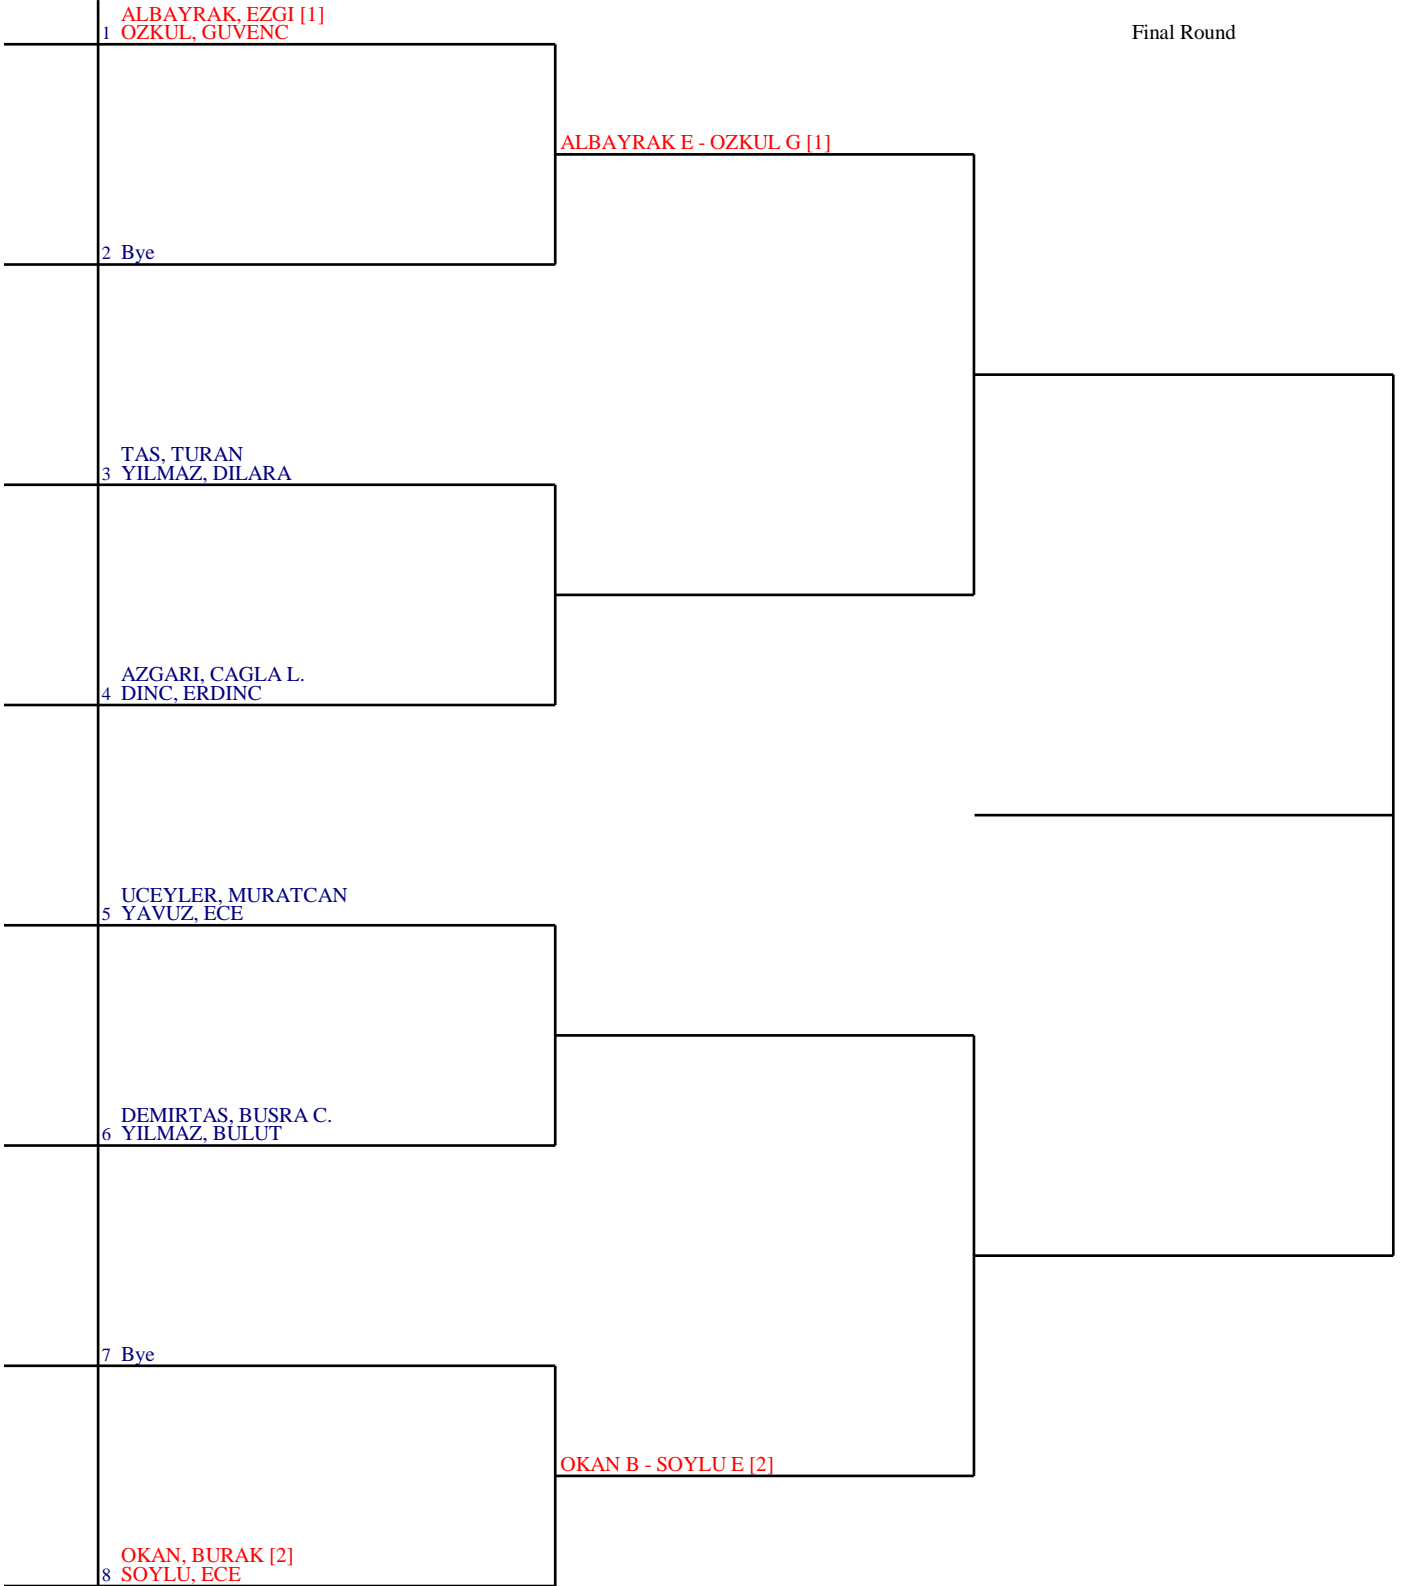 ALBAYRAK, EZGI [1]
1 OZKUL, GUVENC
Final Round
ALBAYRAK E - OZKUL G [1]
2 Bye
TAS, TURAN
3 YILMAZ, DILARA
AZGARI, CAGLA L.
4 DINC, ERDINC
UCEYLER, MURATCAN
5 YAVUZ, ECE
DEMIRTAS, BUSRA C.
6 YILMAZ, BULUT
7 Bye
OKAN B - SOYLU E [2]
OKAN, BURAK [2]
8 SOYLU, ECE